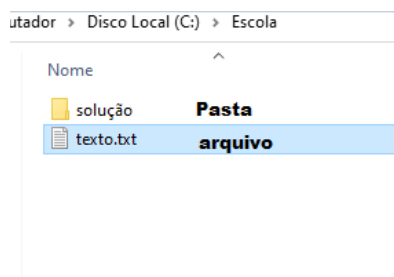 utador > Disco Local (C:) > Escola
Nome
solução Pasta
texto.txt arquivo